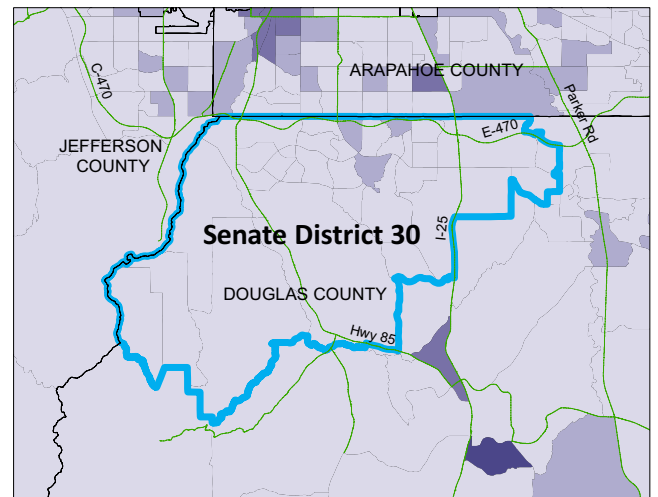 C-470
ARAPAHOE COUNTY
Parker Rd
E-470
JEFFERSON
COUNTY
Senate District 30
I-25
DOUGLAS COUNTY
Hwy 85